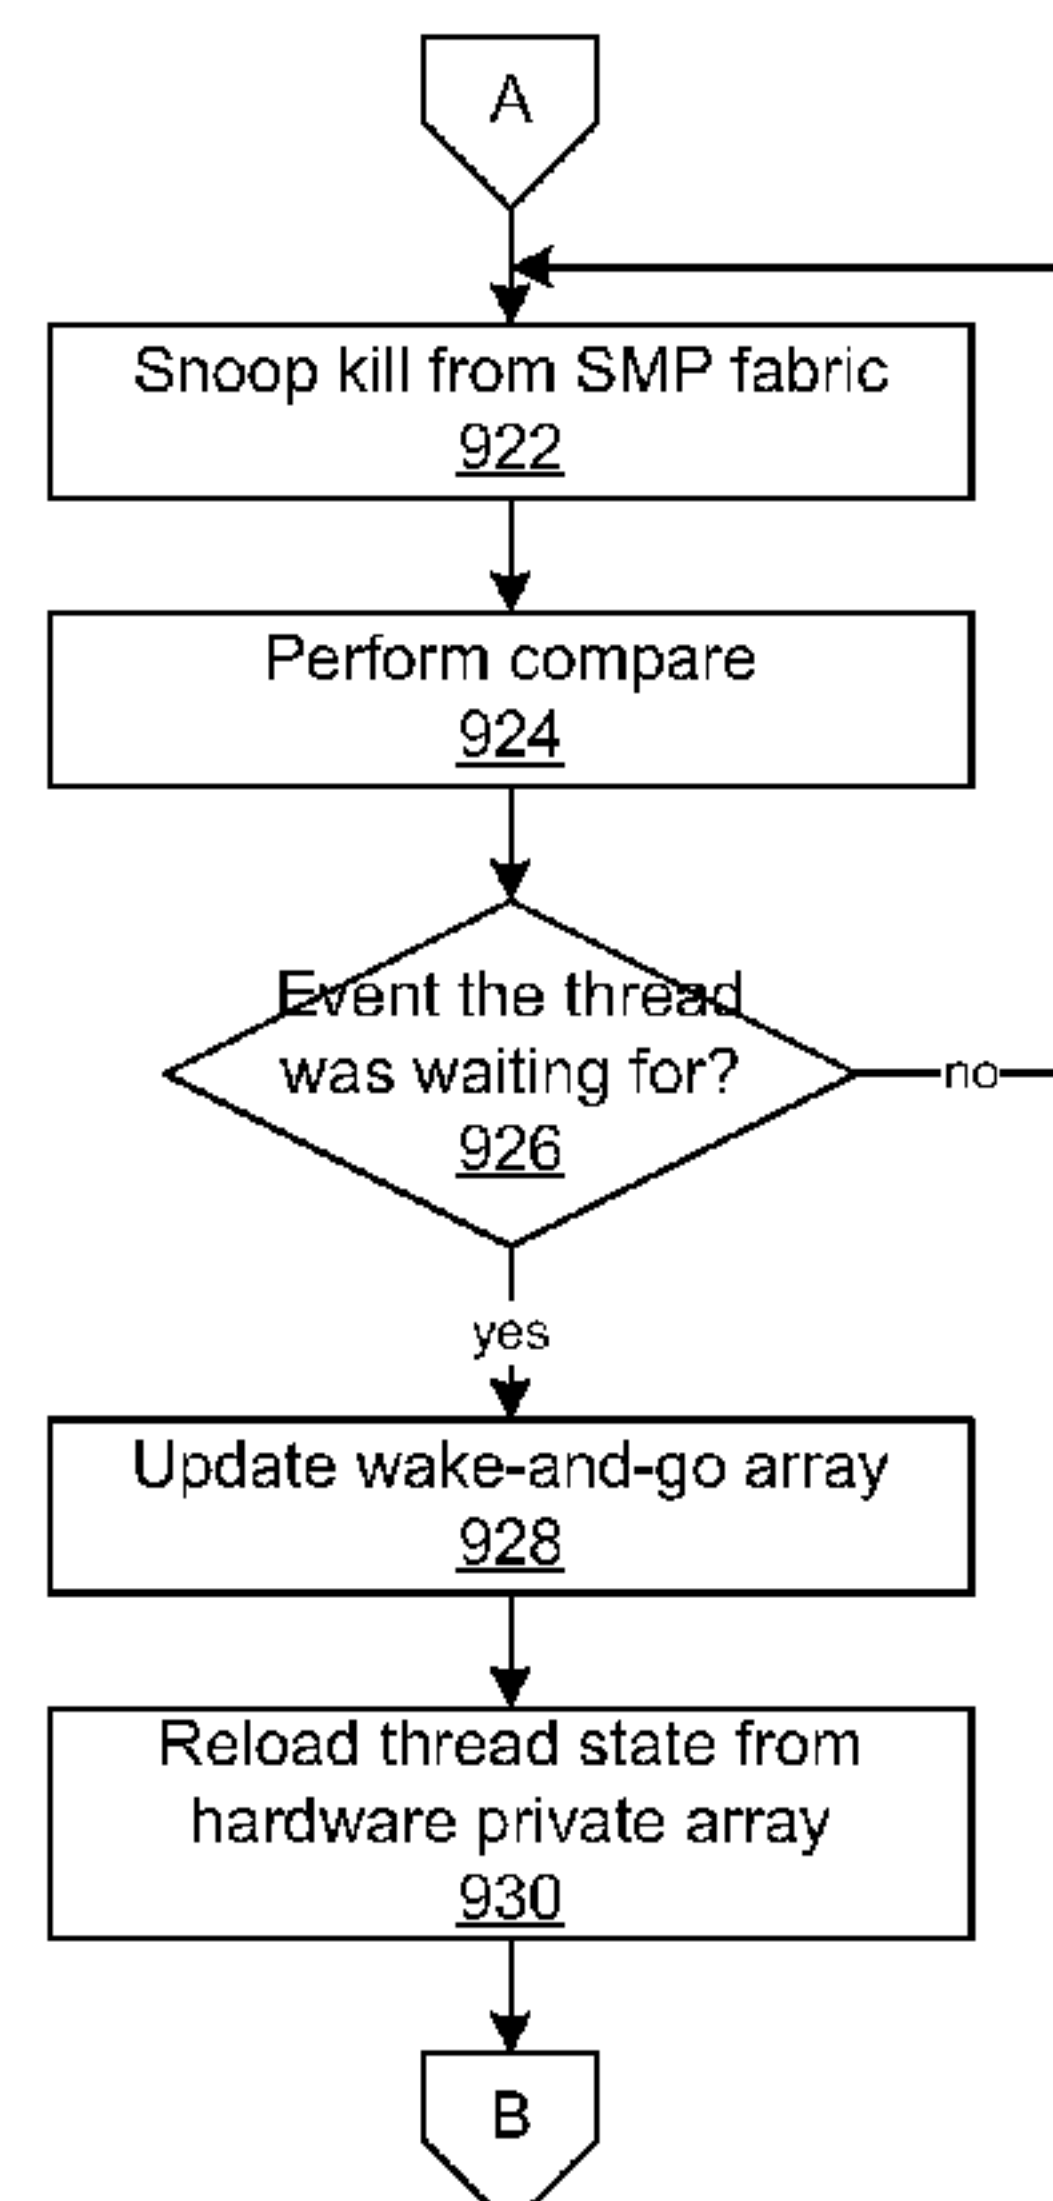 A
Snoop kill from SMP fabric
922
Perform compare
924
Event the thread
was waiting for?
926
no
yes
Update wake-and-go array
928
Reload thread state from
hardware private array
930
B